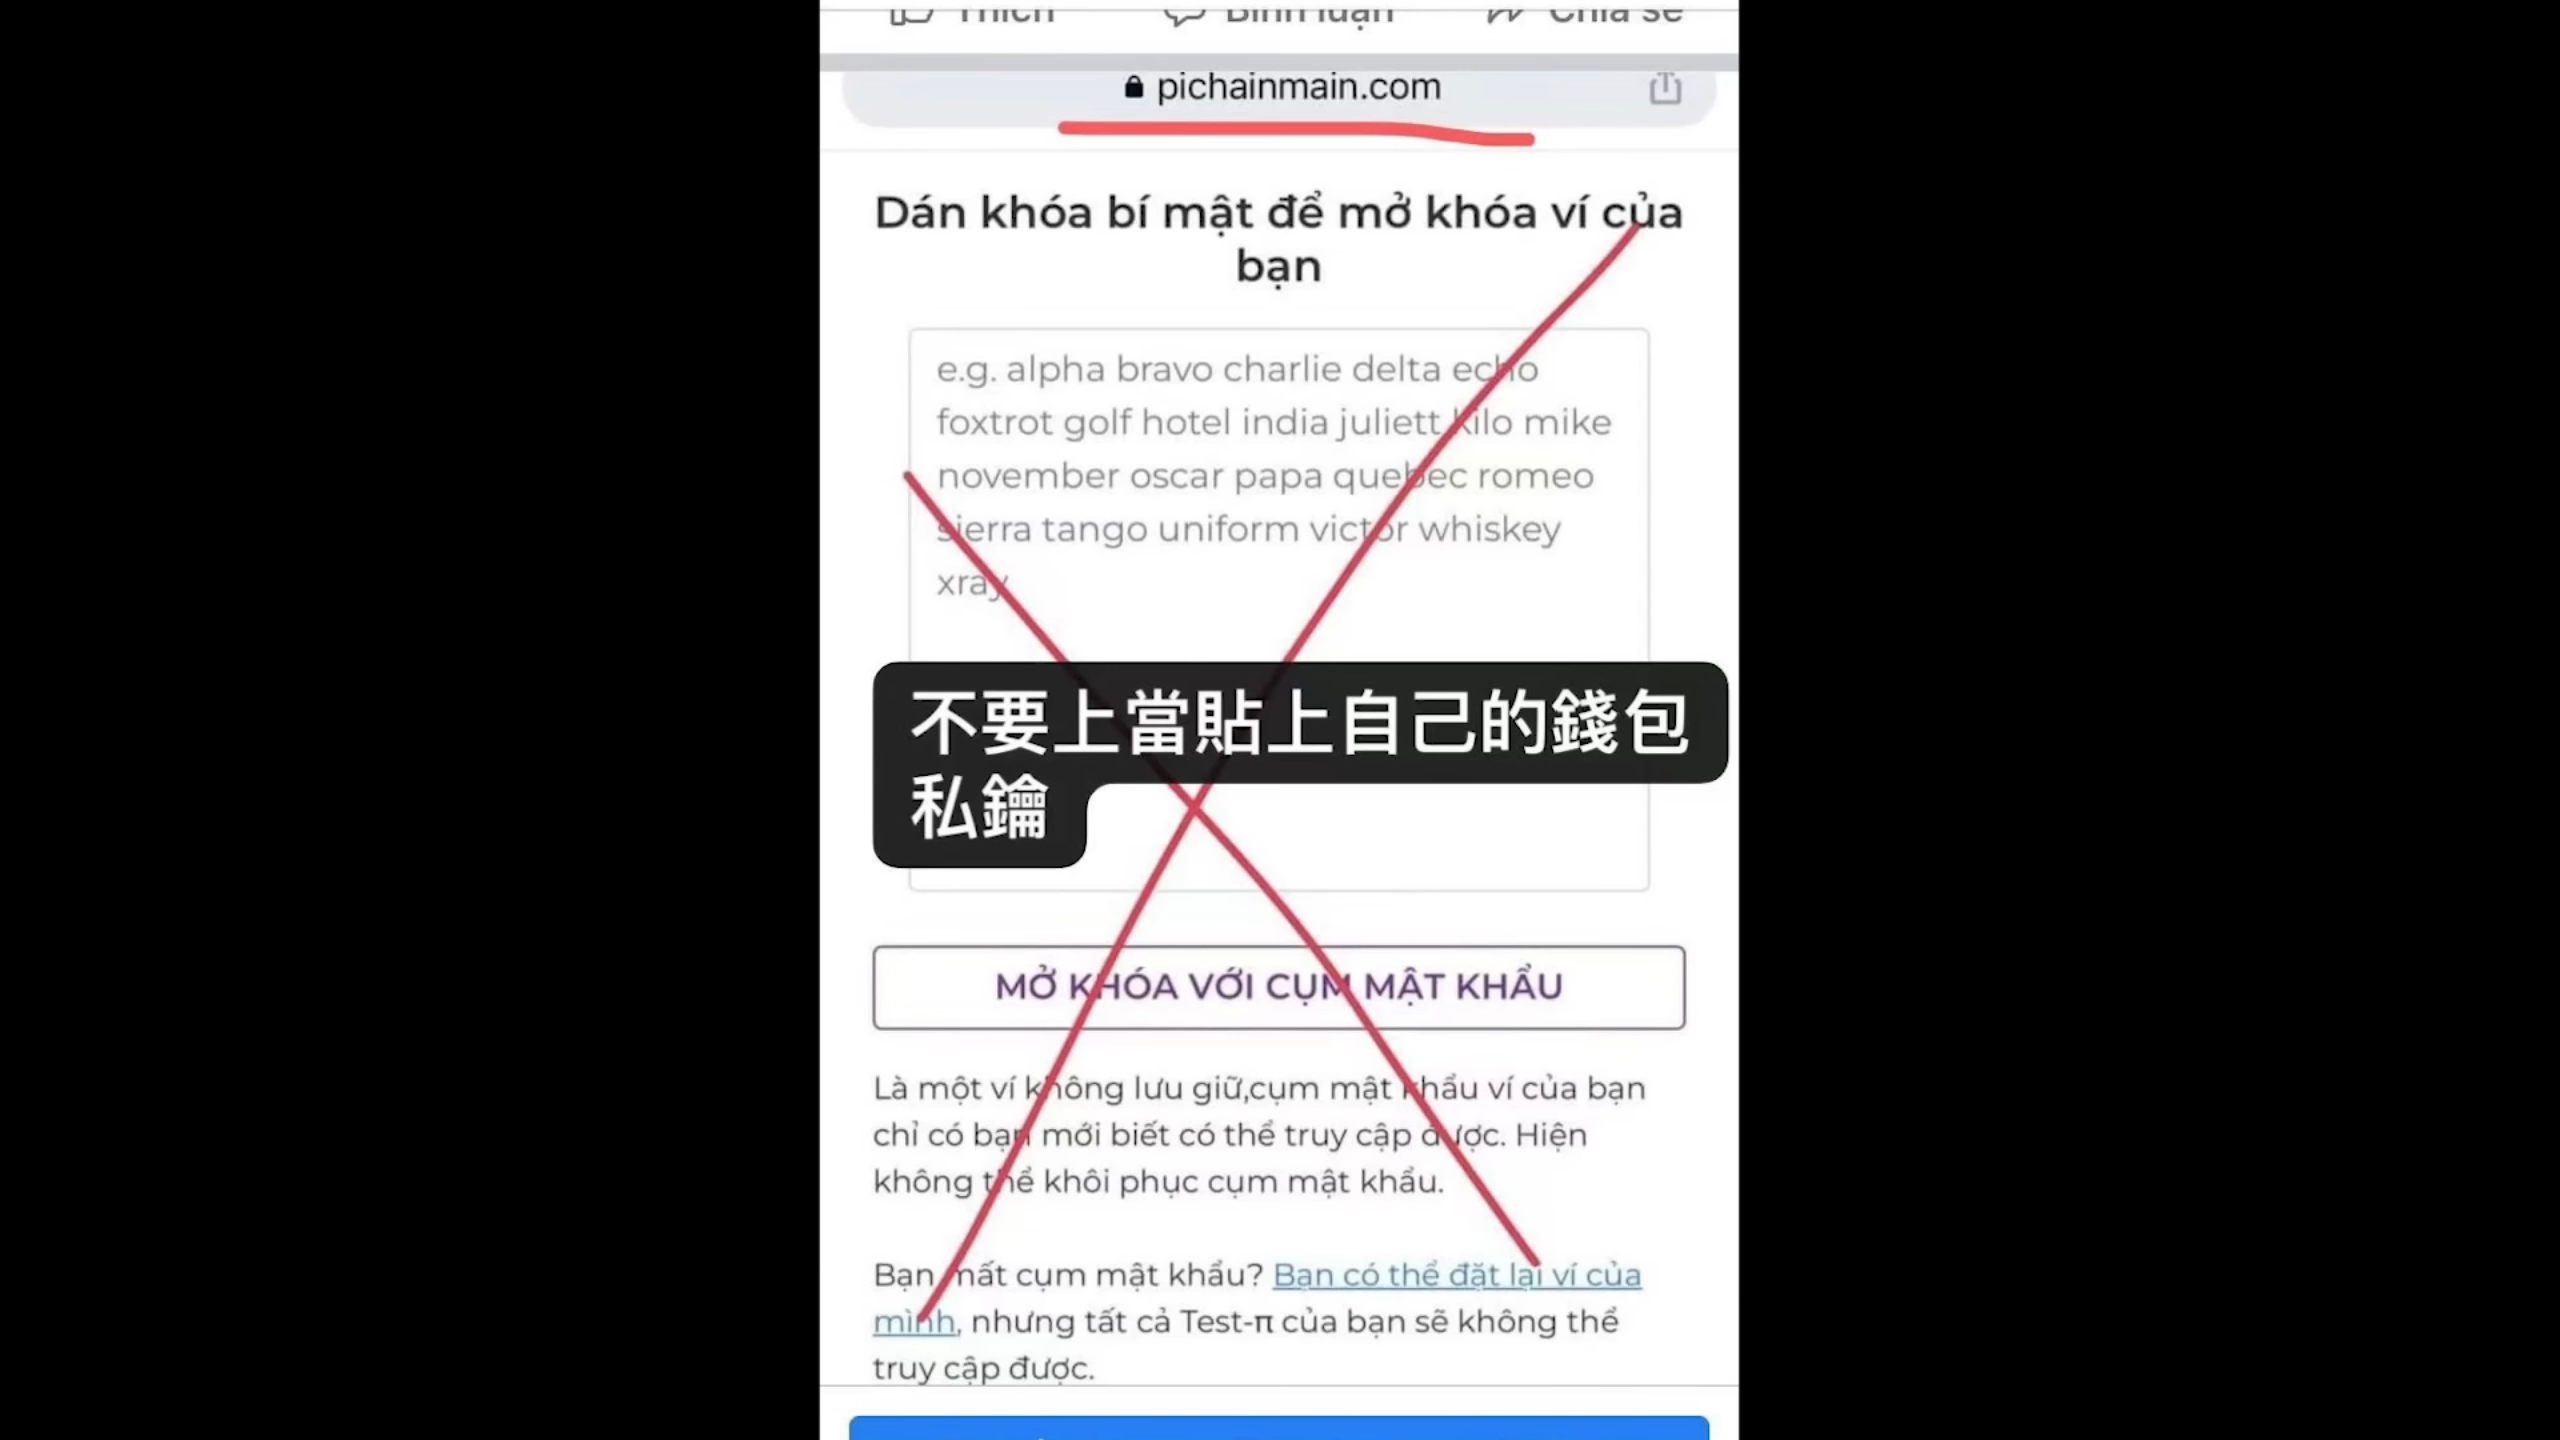 Thích Bình luận Chia sẻ
pichainmain.com
Dán khóa bí mật để mở khóa ví của
bạn
e.g. alpha bravo charlie delta echo
foxtrot golf hotel india juliett kilo mike
november oscar papa quebec romeo
sierra tango uniform victor whiskey
xray
不要上當貼上自己的錢包
私鑰
MỞ KHÓA VỚI CỤM MẬT KHẨU
Là một ví không lưu giữ,cụm mật khẩu ví của bạn
chỉ có bạn mới biết có thể truy cập được. Hiện
không thể khôi phục cụm mật khẩu.
Bạn mất cụm mật khẩu? Bạn có thể đặt lại ví của
mình, nhưng tất cả Test-π của bạn sẽ không thể
truy cập được.